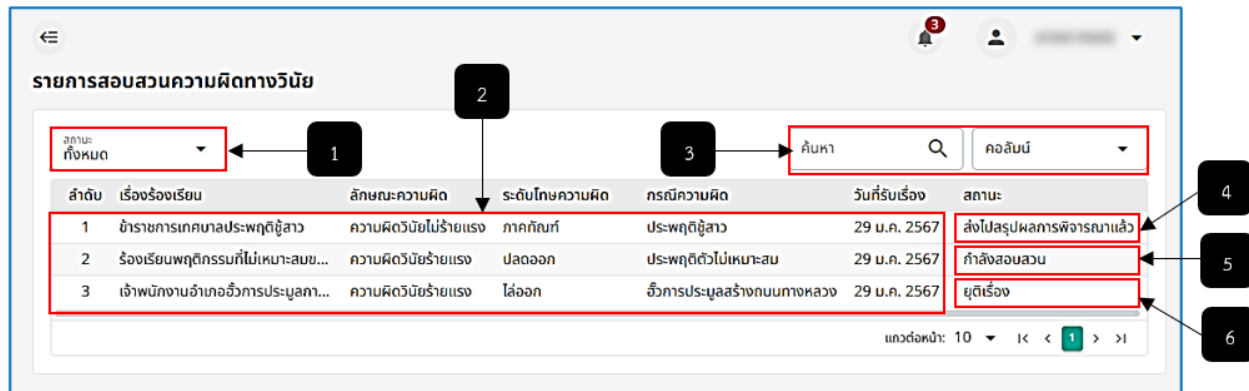 3
รายการสอบสวนความผิดทางวินัย
2
สถานะ
ทั้งหมด
1
3
ค้นหา
คอลัมน์
ลำดับ เรื่องร้องเรียน ลักษณะความผิด ระดับโทษความผิด กรณีความผิด วันที่รับเรื่อง สถานะ
4
1 ข้าราชการเทศบาลประพฤติชู้สาว ความผิดวินัยไม่ร้ายแรง ภาคทัณฑ์ ประพฤติชู้สาว 29 ม.ค. 2567 ส่งไปสรุปผลการพิจารณาแล้ว
2 ร้องเรียนพฤติกรรมที่ไม่เหมาะสมข... ความผิดวินัยร้ายแรง ปลดออก ประพฤติตัวไม่เหมาะสม 29 ม.ค. 2567 กำลังสอบสวน
5
3 เจ้าพนักงานอำเภอฮั้วการประมูลภา... ความผิดวินัยร้ายแรง ไล่ออก ฮั้วการประมูลสร้างถนนทางหลวง 29 ม.ค. 2567 ยุติเรื่อง
แถวต่อหน้า: 10 1
6